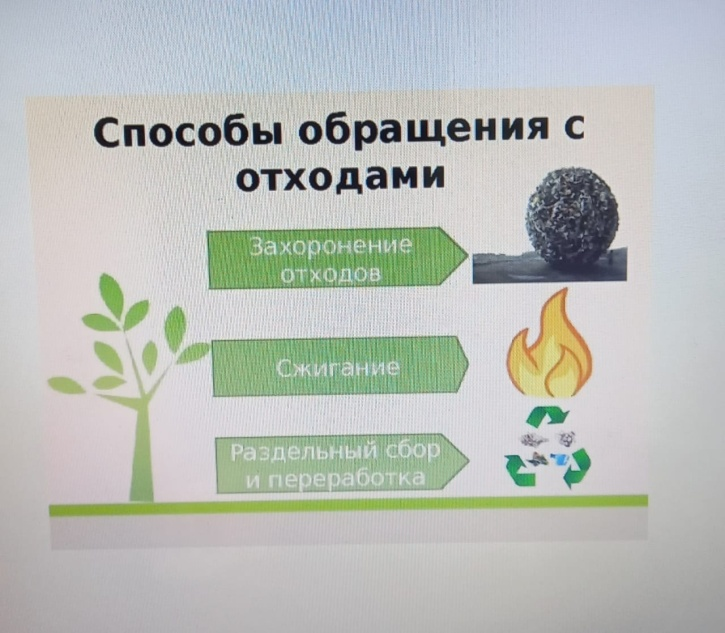 Способы обращения с
отходами
Захоронение
отходов
Сжигание
Раздельный сбор
и переработка